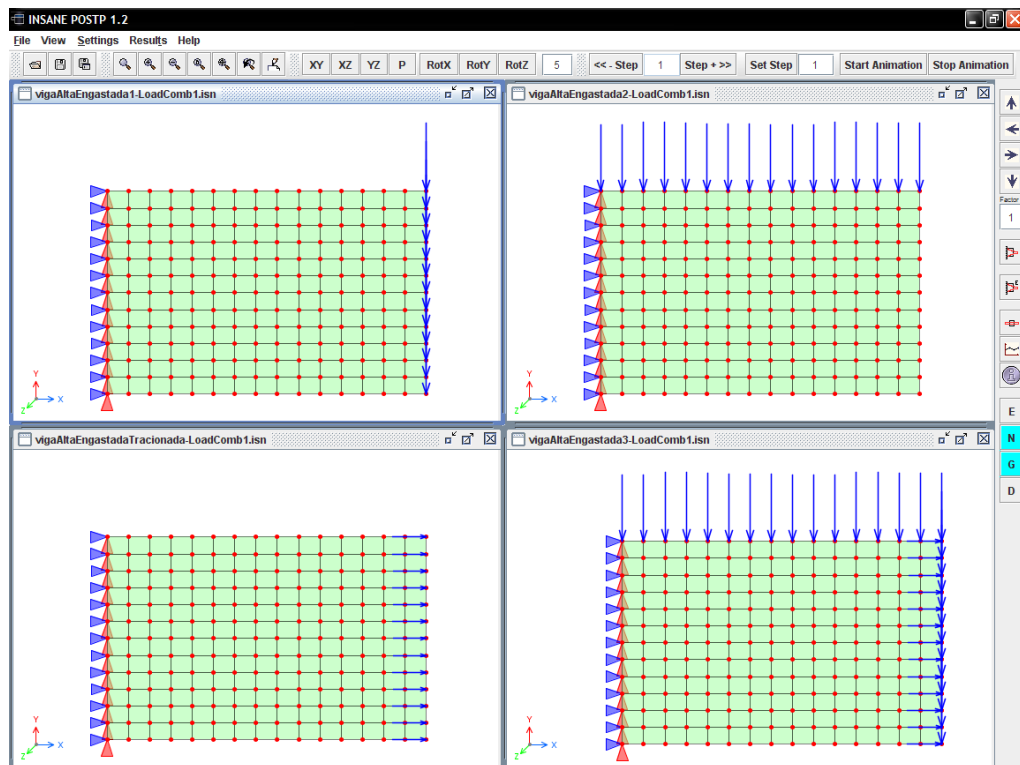 INSANE POSTP 1.2
File View Settings Results Help
XY XZ YZ P RotX RotY RotZ 5 << - Step 1 Step + >> Set Step 1 Start Animation Stop Animation
vigaAltaEngastada1-LoadComb1.isn
vigaAltaEngastada2-LoadComb1.isn
Factor
1
Y
X
Z
Y
X
Z
E
N
G
D
vigaAltaEngastadaTracionada-LoadComb1.isn
vigaAltaEngastada3-LoadComb1.isn
Y
X
Z
Y
X
Z